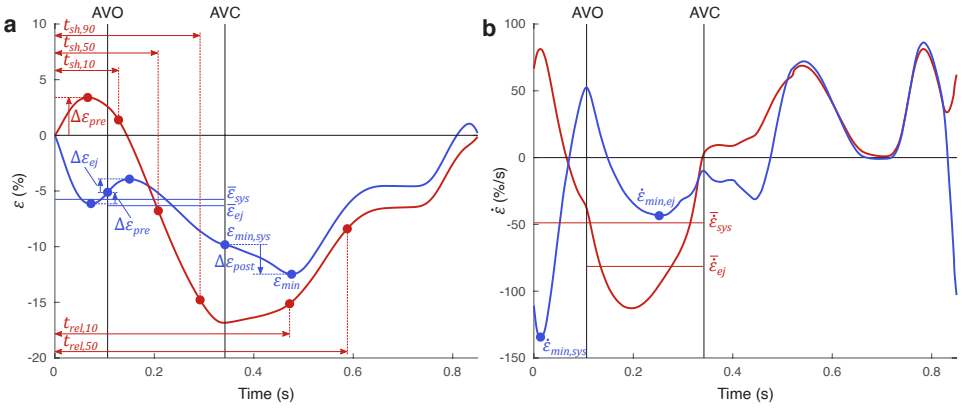 a
AVO
AVC
10
5
0
-5
-10
-15
-20
ε (%)
t_sh,90
t_sh,50
t_sh,10
Δε_pre
Δε_ej
Δε_pre
ε̅_sys
ε̅_ej
ε_min,sys
Δε_post
ε_min
t_rel,10
t_rel,50
0
0.2
0.4
0.6
0.8
Time (s)
b
AVO
AVC
100
50
0
-50
-100
-150
ε̇ (%/s)
ε̇_min,ej
ε̇̅_sys
ε̇̅_ej
ε̇_min,sys
0
0.2
0.4
0.6
0.8
Time (s)